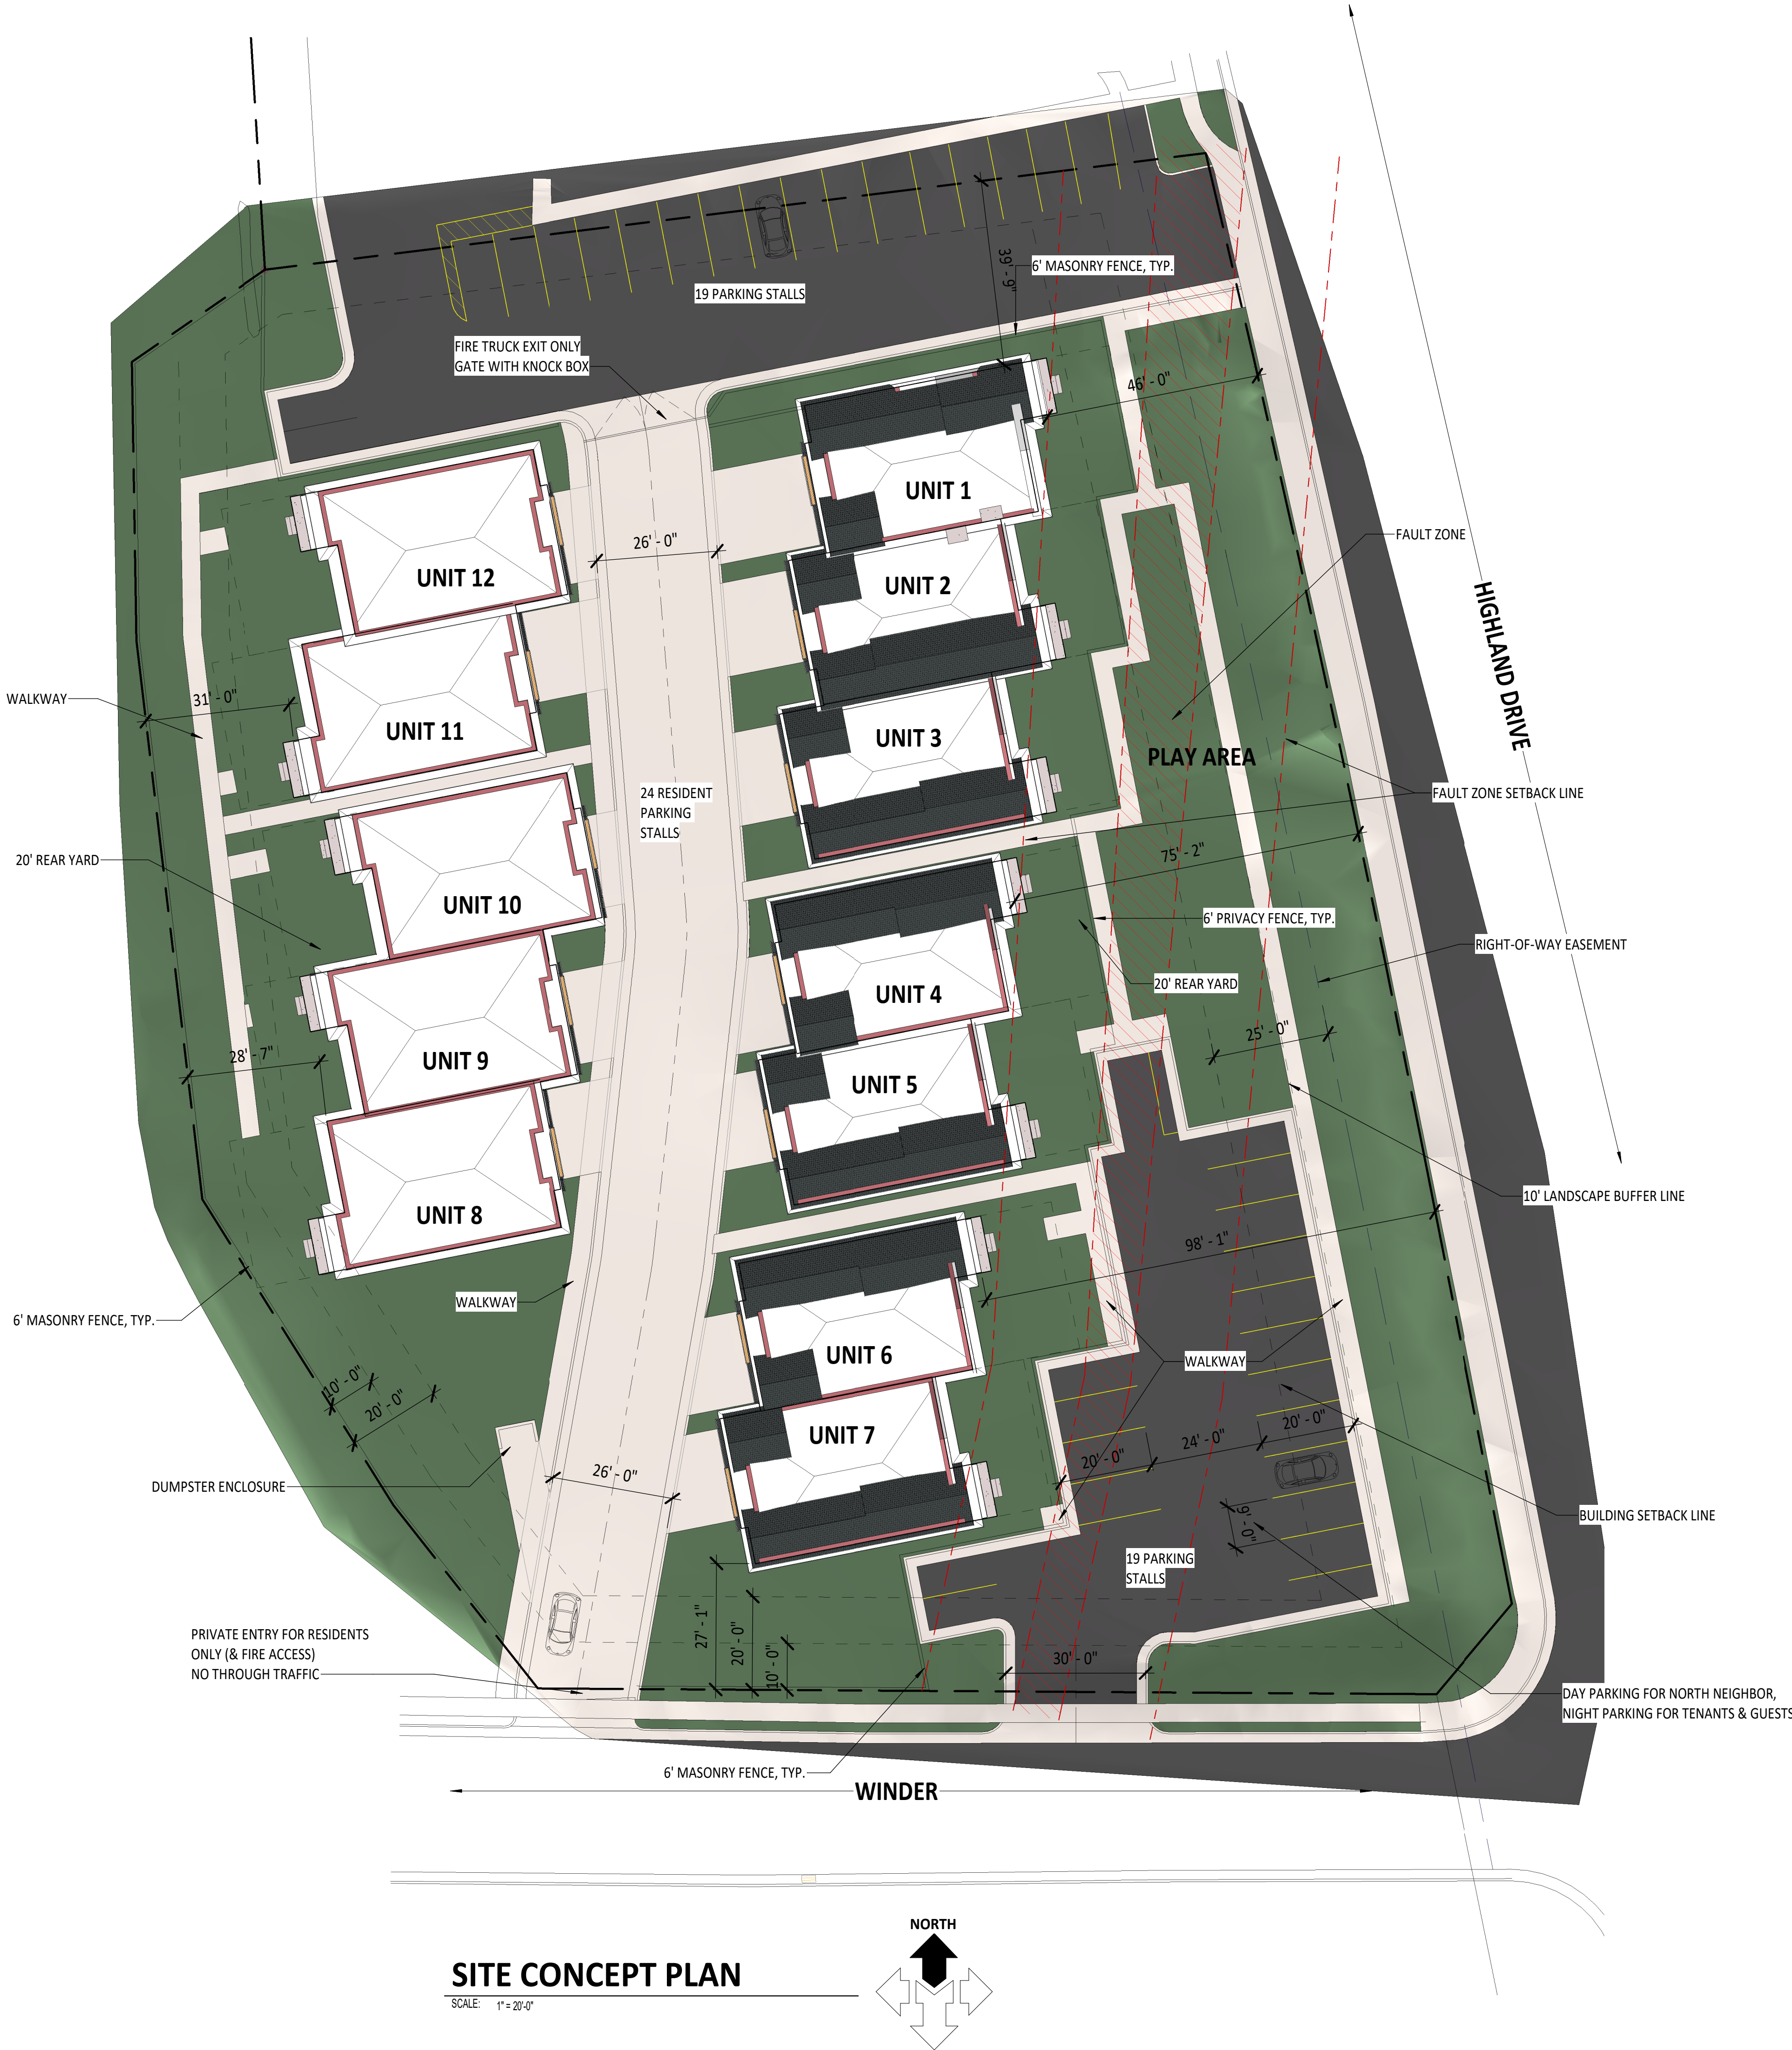 39' - 9"
6' MASONRY FENCE, TYP.
19 PARKING STALLS
FIRE TRUCK EXIT ONLY
GATE WITH KNOCK BOX
46' - 0"
UNIT 1
FAULT ZONE
26' - 0"
UNIT 12
UNIT 2
HIGHLAND DRIVE
WALKWAY
31' - 0"
UNIT 11
UNIT 3
PLAY AREA
24 RESIDENT
PARKING
STALLS
FAULT ZONE SETBACK LINE
20' REAR YARD
75' - 2"
UNIT 10
6' PRIVACY FENCE, TYP.
RIGHT-OF-WAY EASEMENT
20' REAR YARD
UNIT 4
25' - 0"
28' - 7"
UNIT 9
UNIT 5
10' LANDSCAPE BUFFER LINE
UNIT 8
98' - 1"
WALKWAY
6' MASONRY FENCE, TYP.
UNIT 6
WALKWAY
10' - 0"
20' - 0"
UNIT 7
20' - 0"
24' - 0"
20' - 0"
26' - 0"
DUMPSTER ENCLOSURE
9' - 0"
BUILDING SETBACK LINE
19 PARKING
STALLS
27' - 1"
20' - 0"
10' - 0"
30' - 0"
PRIVATE ENTRY FOR RESIDENTS
ONLY (& FIRE ACCESS)
NO THROUGH TRAFFIC
DAY PARKING FOR NORTH NEIGHBOR,
NIGHT PARKING FOR TENANTS & GUESTS
6' MASONRY FENCE, TYP.
WINDER
NORTH
SITE CONCEPT PLAN
SCALE: 1" = 20'-0"